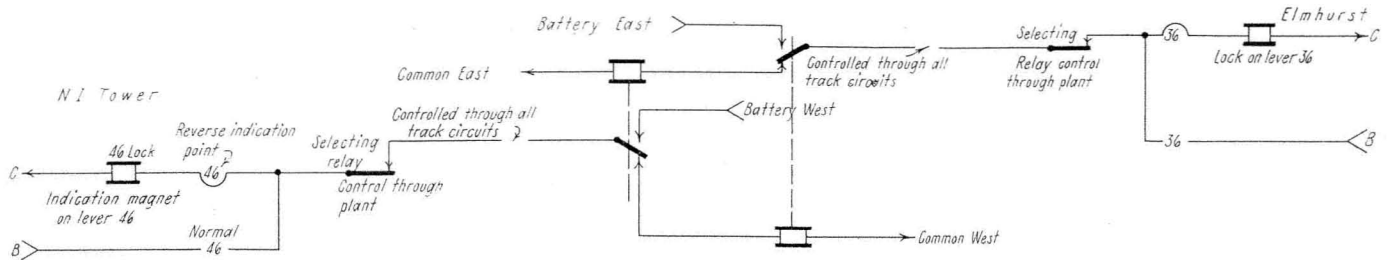 Battery East
Elmhurst
Selecting
36
C
Common East
Controlled through all
track circuits
Relay control
through plant
Lock on lever 36
N I Tower
Battery West
Controlled through all
track circuits
Reverse indication
point
Selecting
relay
46 Lock
46
C
Control through
plant
Indication magnet
on lever 46
36
B
Normal
46
B
Common West